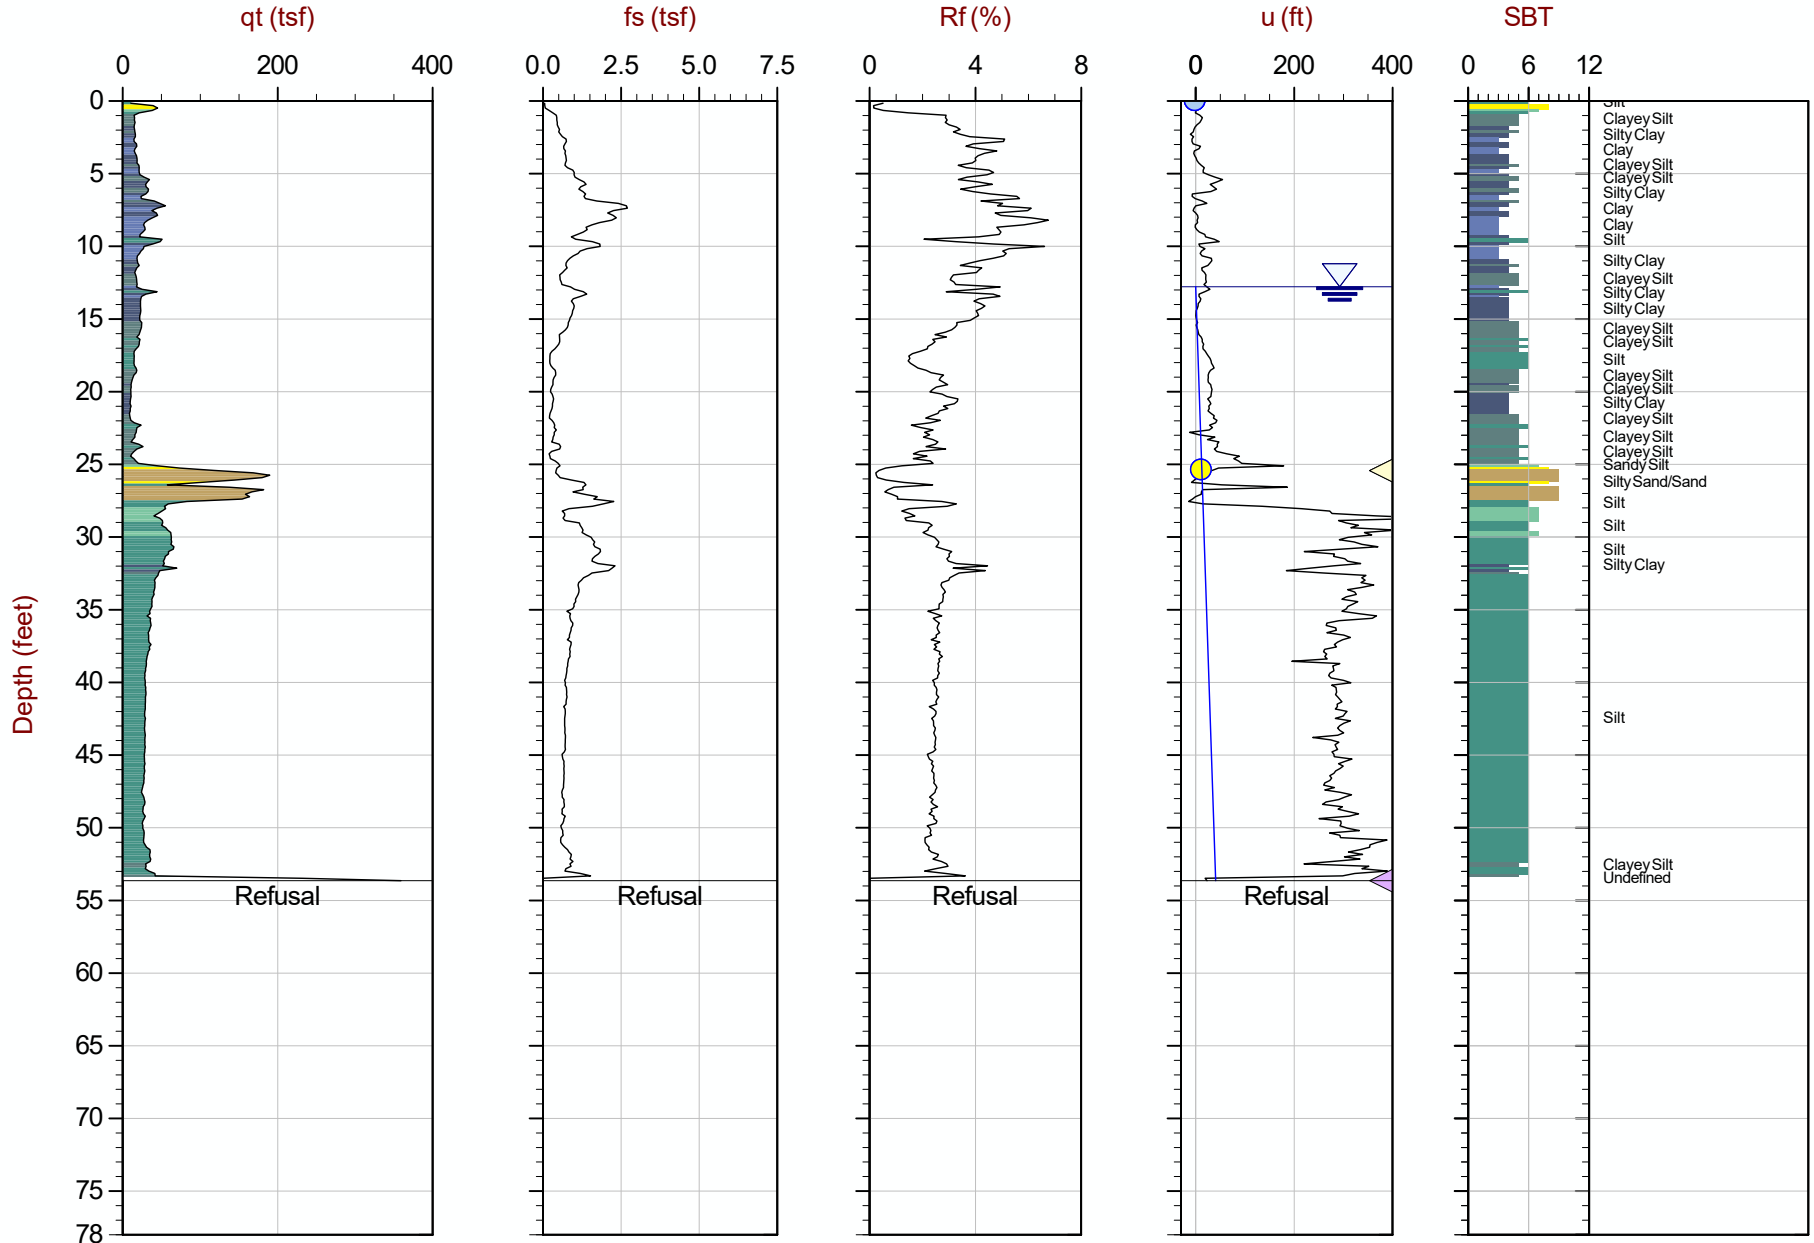 qt (tsf) fs (tsf) Rf (%) u (ft) SBT
0 200 400 0.0 2.5 5.0 7.5 0 4 8 0 200 400 0 6 12
0
Silt
Clayey Silt
Silty Clay
Clay
Clayey Silt
5
Clayey Silt
Silty Clay
Clay
Clay
Silt
10
Silty Clay
Clayey Silt
Silty Clay
Silty Clay
15
Clayey Silt
Clayey Silt
Silt
Clayey Silt
Clayey Silt
20
Silty Clay
Clayey Silt
Clayey Silt
Clayey Silt
25
Sandy Silt
Silty Sand/Sand
Silt
Silt
30
Silt
Silty Clay
35
Depth (feet)
40
Silt
45
50
Clayey Silt
Undefined
Refusal Refusal Refusal Refusal
55
60
65
70
75
78